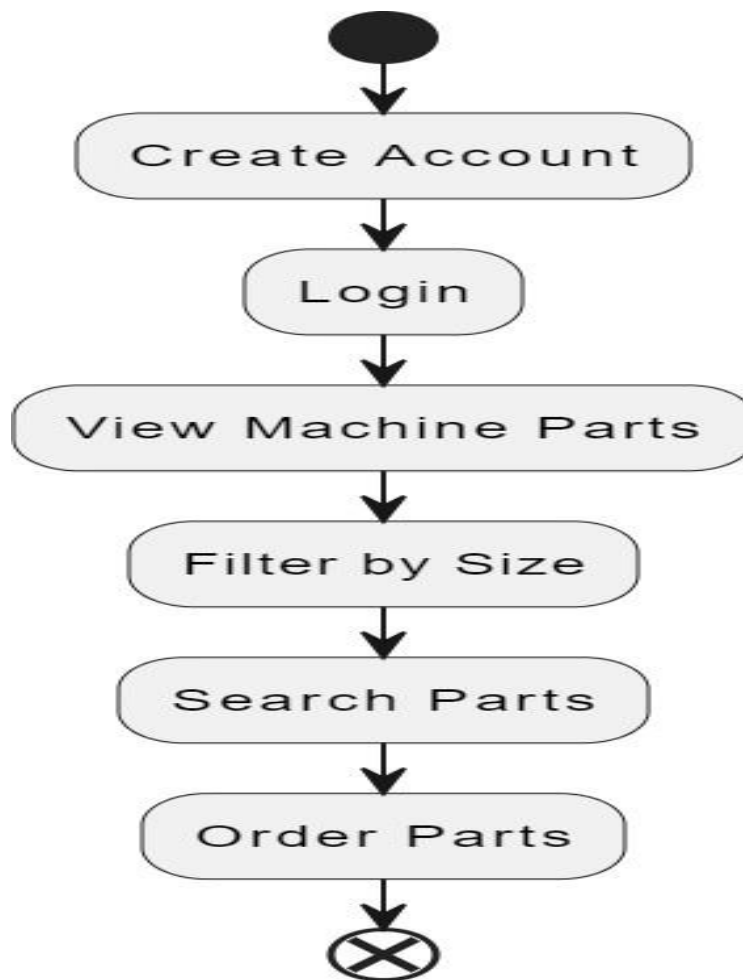 Create Account
Login
View Machine Parts
Filter by Size
Search Parts
Order Parts